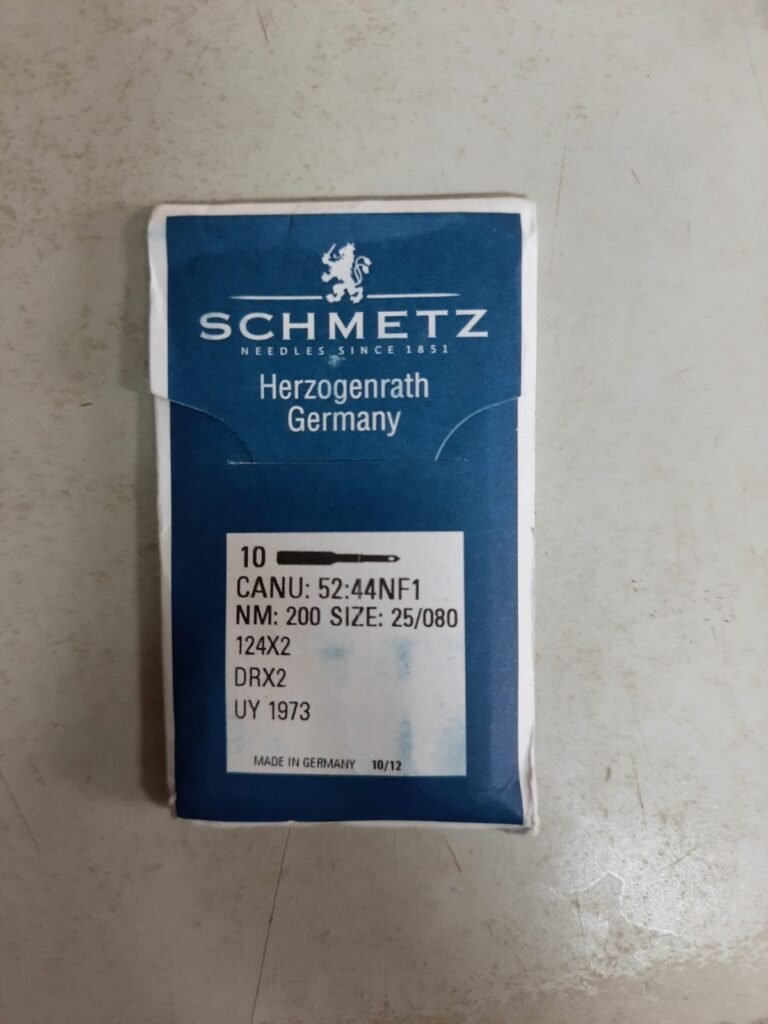 SCHMETZ
NEEDLES SINCE 1851
Herzogenrath
Germany
10
CANU: 52:44NF1
NM: 200 SIZE: 25/080
124X2
DRX2
UY 1973
MADE IN GERMANY 10/12